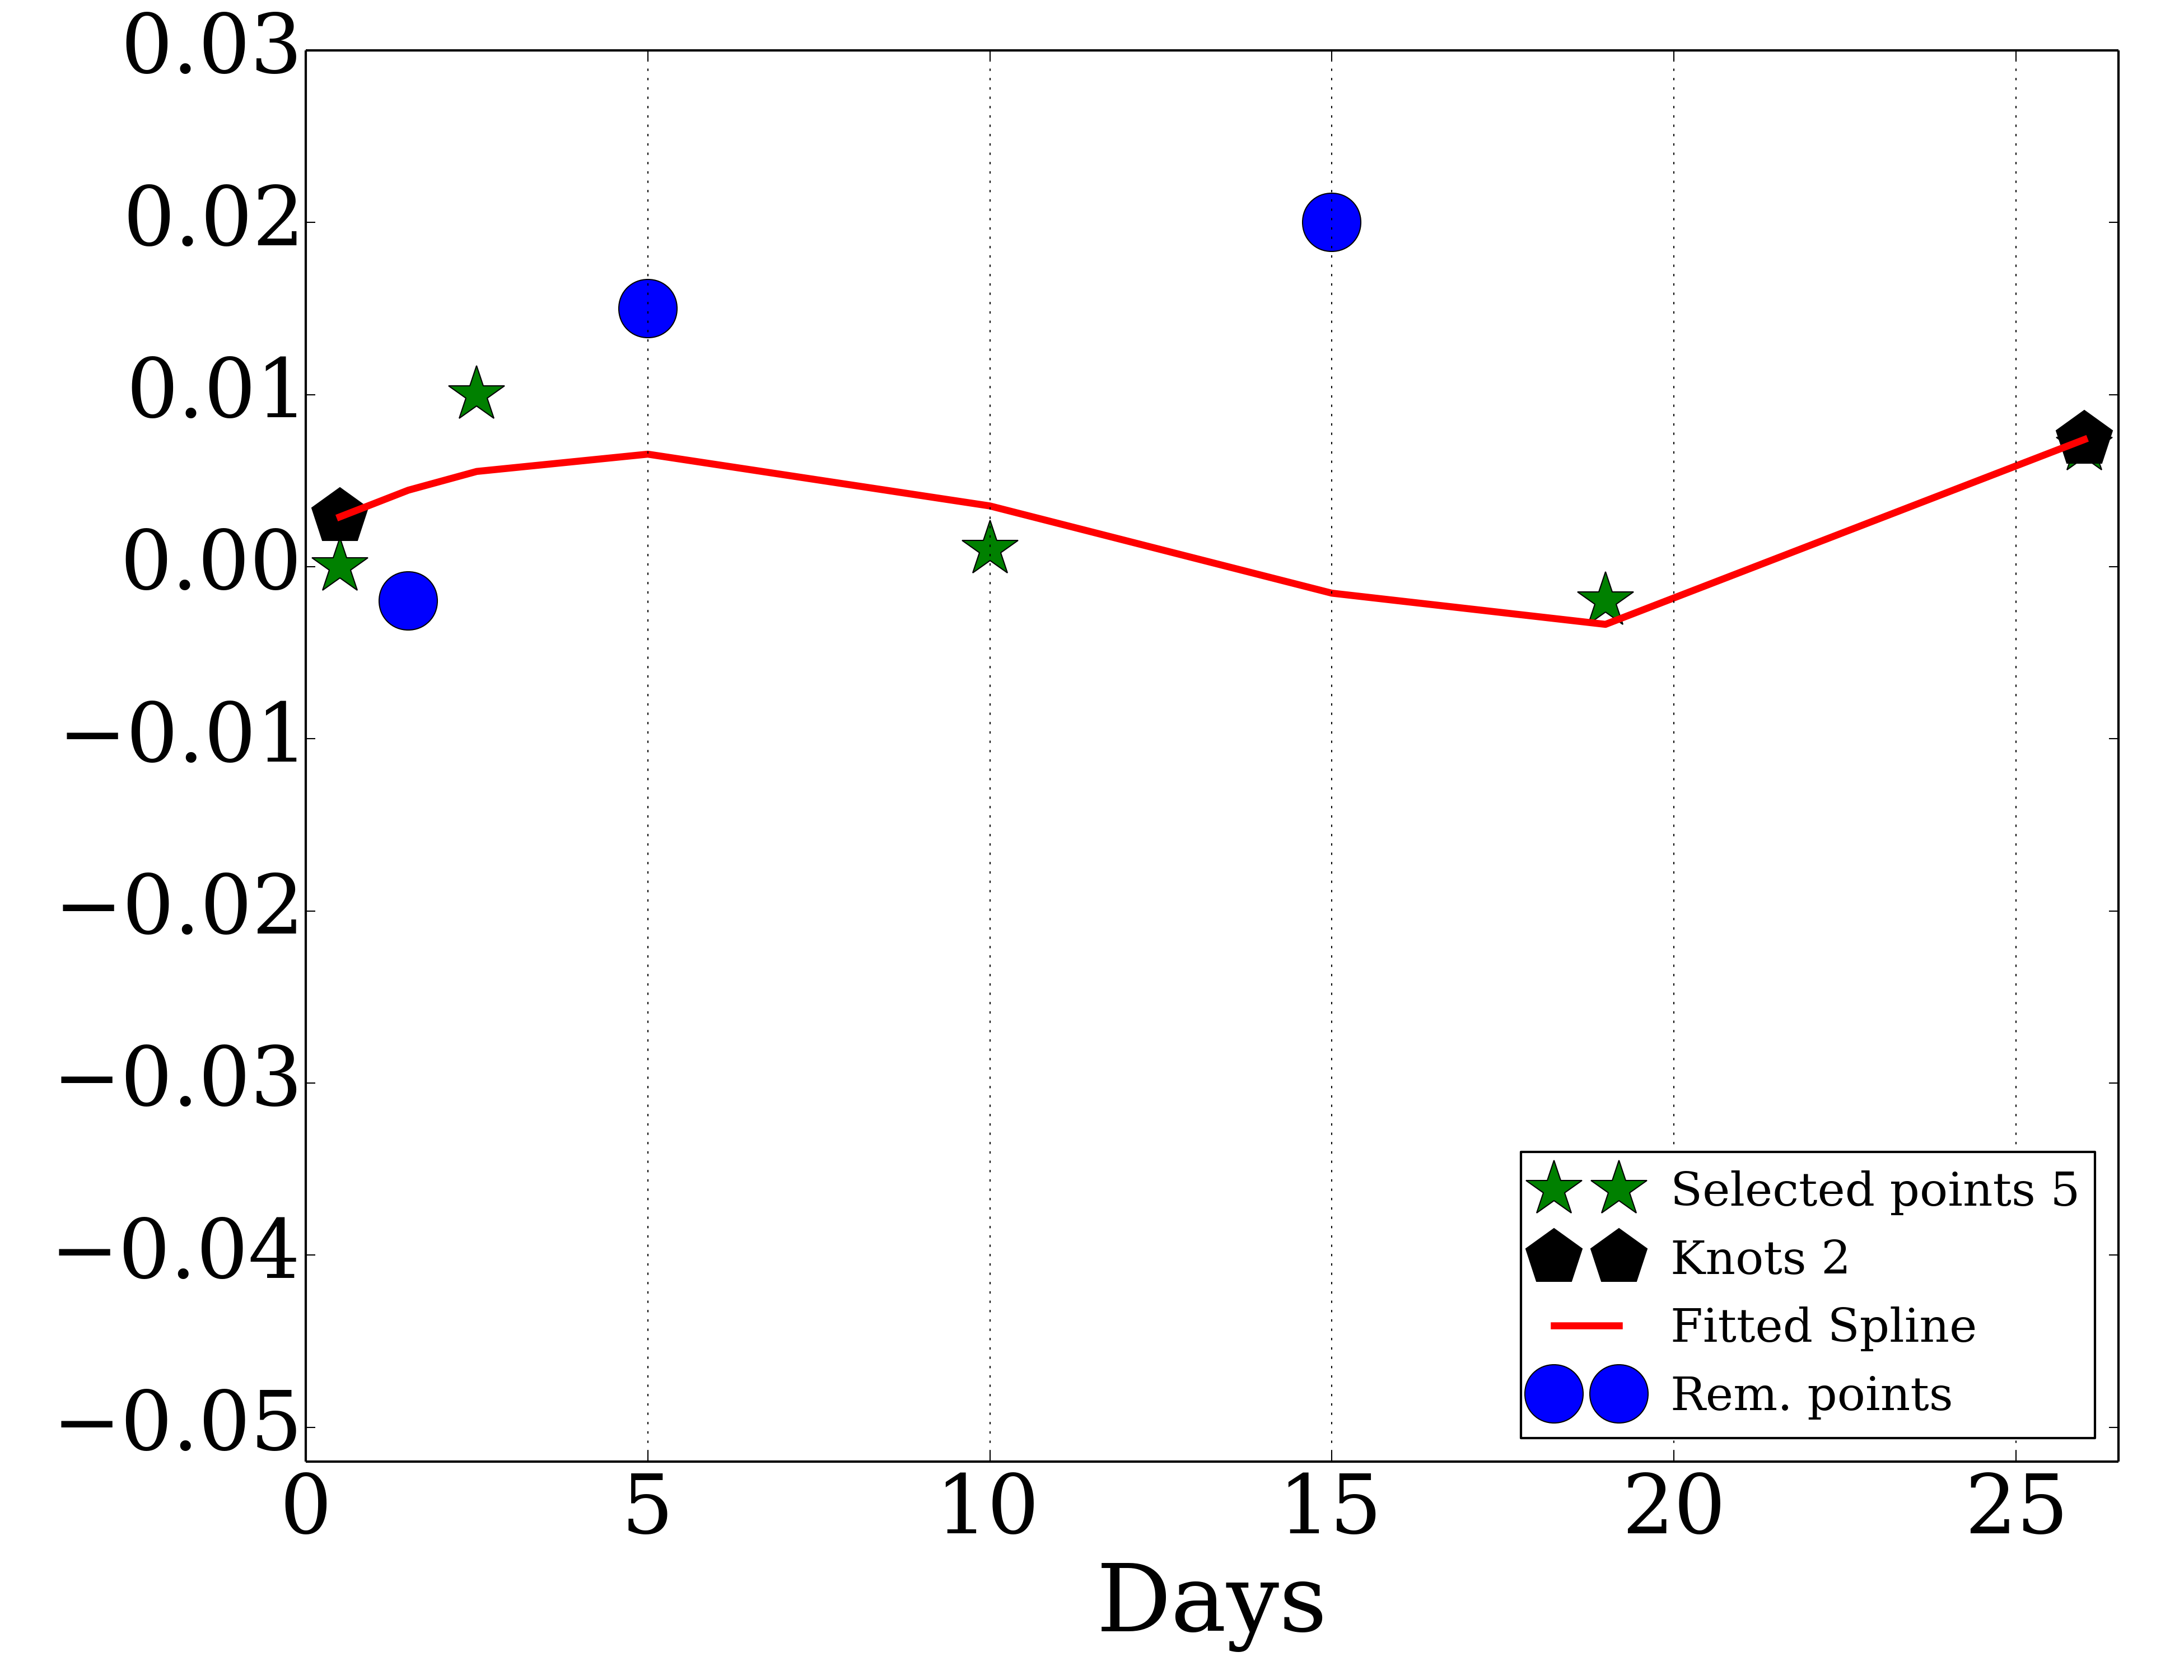 0.03
0.02
0.01
0.00
−0.01
−0.02
−0.03
−0.04
−0.05
0 5 10 15 20 25
Days
Selected points 5
Knots 2
Fitted Spline
Rem. points